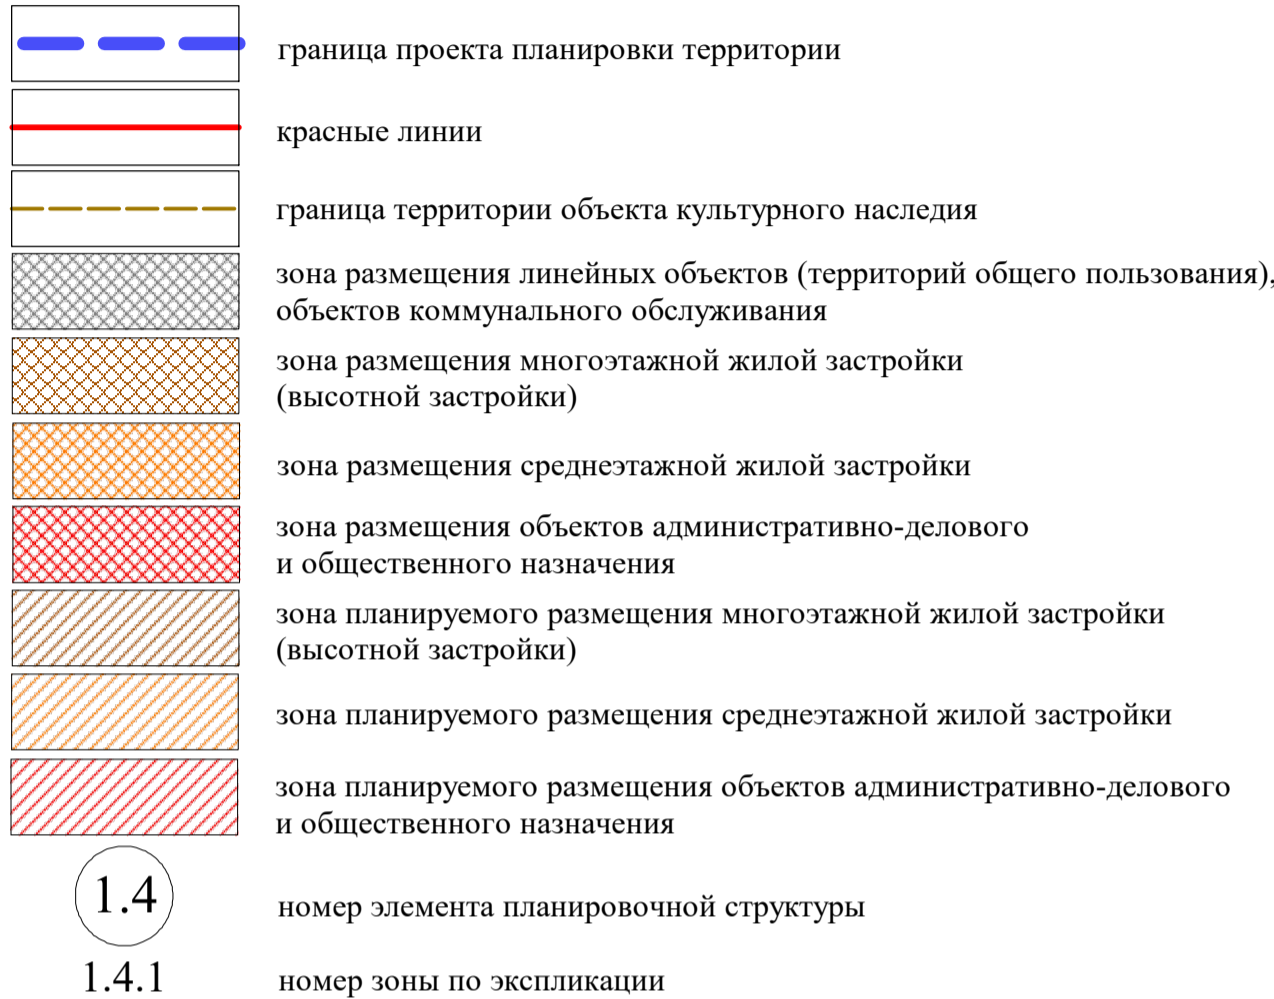 граница проекта планировки территории
красные линии
граница территории объекта культурного наследия
зона размещения линейных объектов (территорий общего пользования),
объектов коммунального обслуживания
зона размещения многоэтажной жилой застройки
(высотной застройки)
зона размещения среднеэтажной жилой застройки
зона размещения объектов административно-делового
и общественного назначения
зона планируемого размещения многоэтажной жилой застройки
(высотной застройки)
зона планируемого размещения среднеэтажной жилой застройки
зона планируемого размещения объектов административно-делового
и общественного назначения
1.4 номер элемента планировочной структуры
1.4.1 номер зоны по экспликации